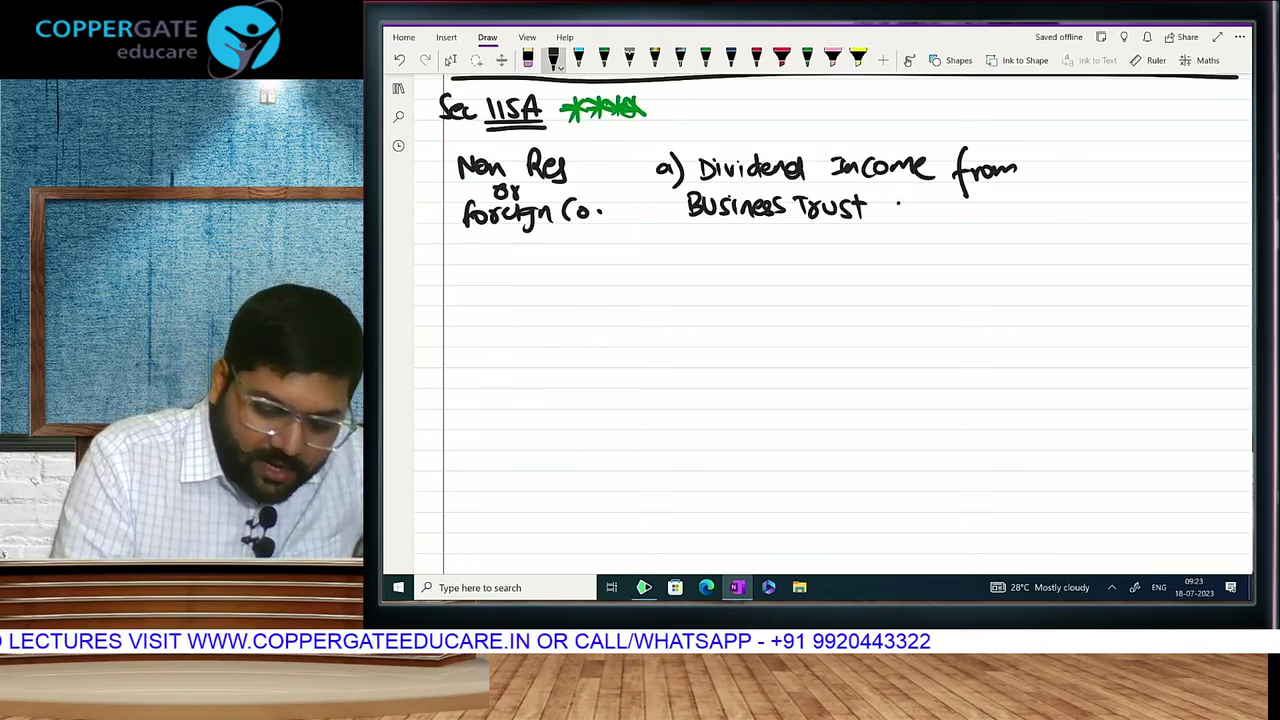 COPPERGATE
educare
Home Insert Draw View Help
Saved offline
Share
Shapes
Ink to Shape
Ink to Text
Ruler
Maths
Sec 115A
Non Res
or
Foreign Co.
a) Dividend Income from
Business Trust
Type here to search
28°C Mostly cloudy
ENG
09:23
18-07-2023
LECTURES VISIT WWW.COPPERGATEEDUCARE.IN OR CALL/WHATSAPP - +91 9920443322